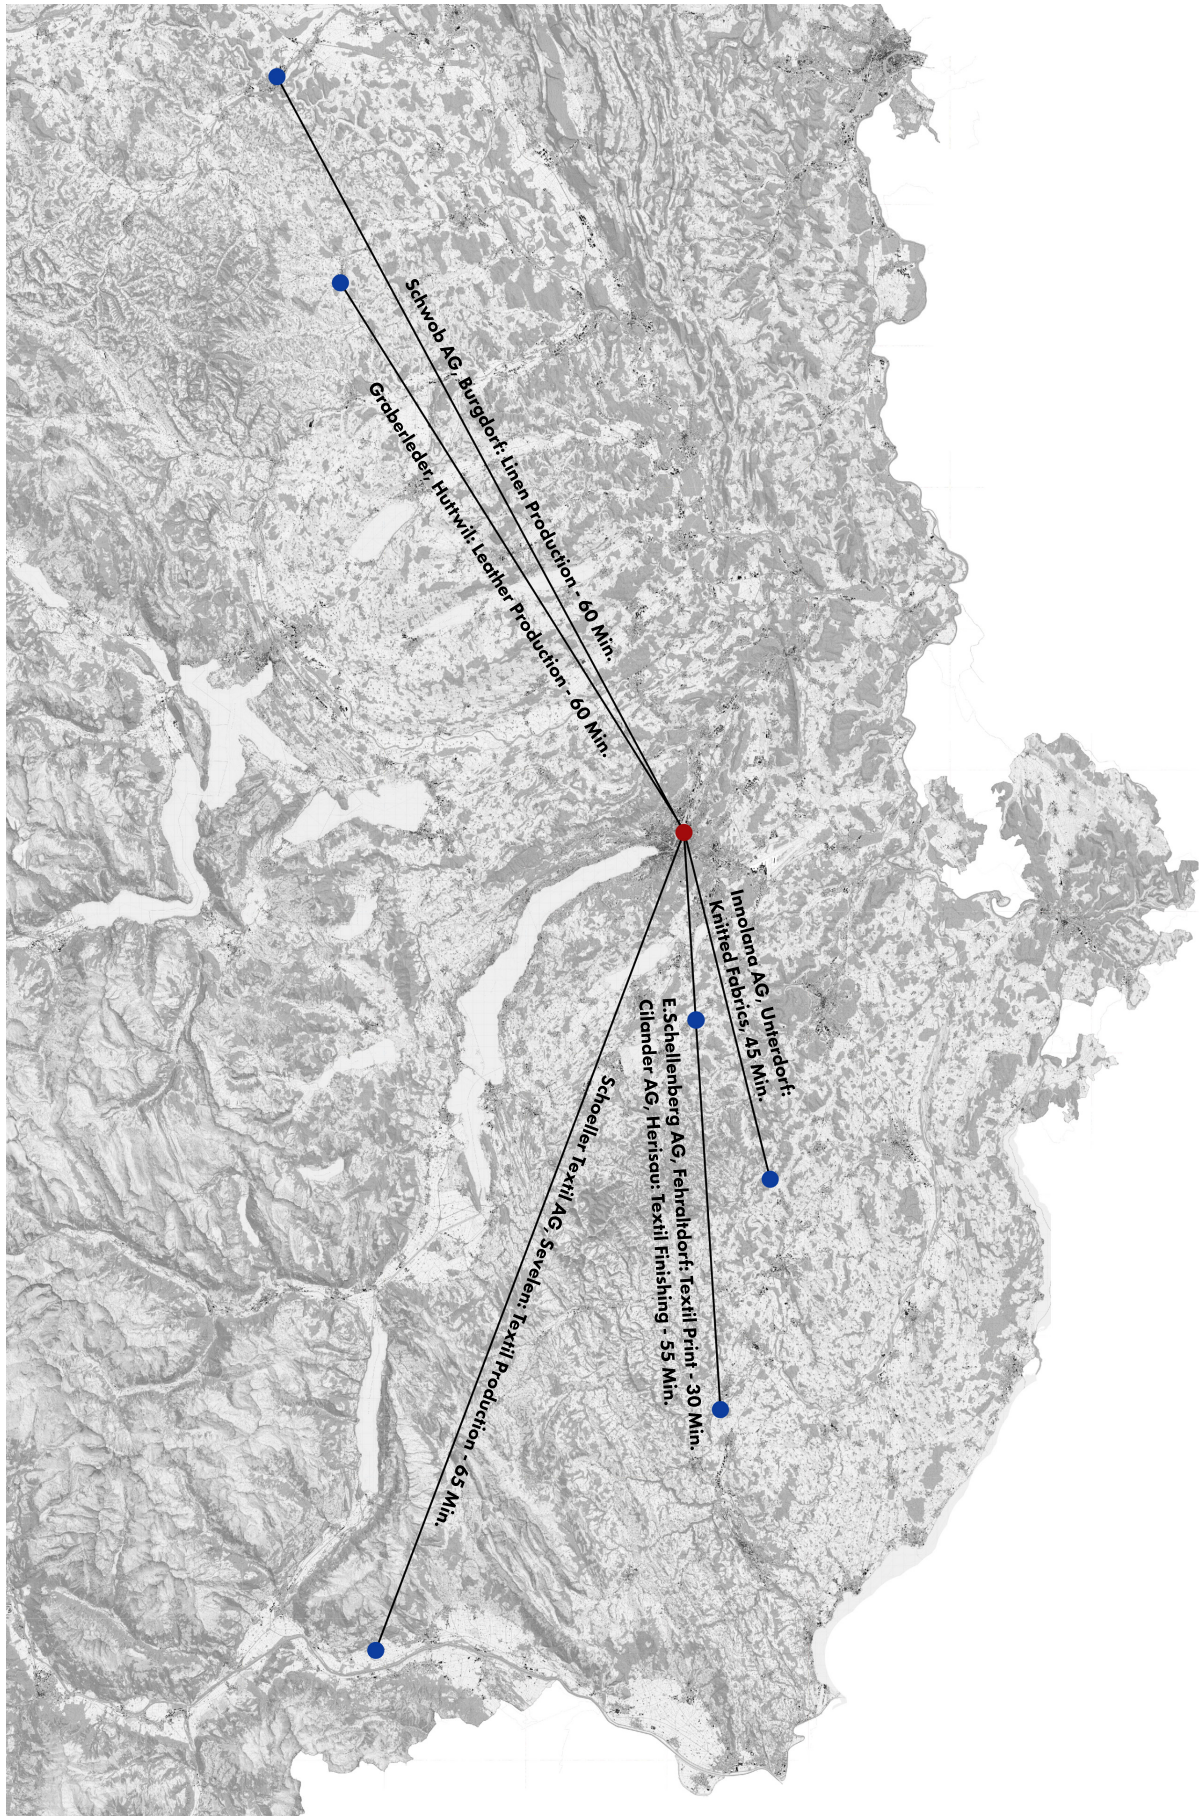 Schwob AG, Burgdorf: Linen Production - 60 Min.
Graberleder, Huttwil: Leather Production - 60 Min.
Innolana AG, Unterdorf:
Knitted Fabrics, 45 Min.
E.Schellenberg AG, Fehraltdorf: Textil Print - 30 Min.
Cilander AG, Herisau: Textil Finishing - 55 Min.
Schoeller Textil AG, Sevelen: Textil Production - 65 Min.